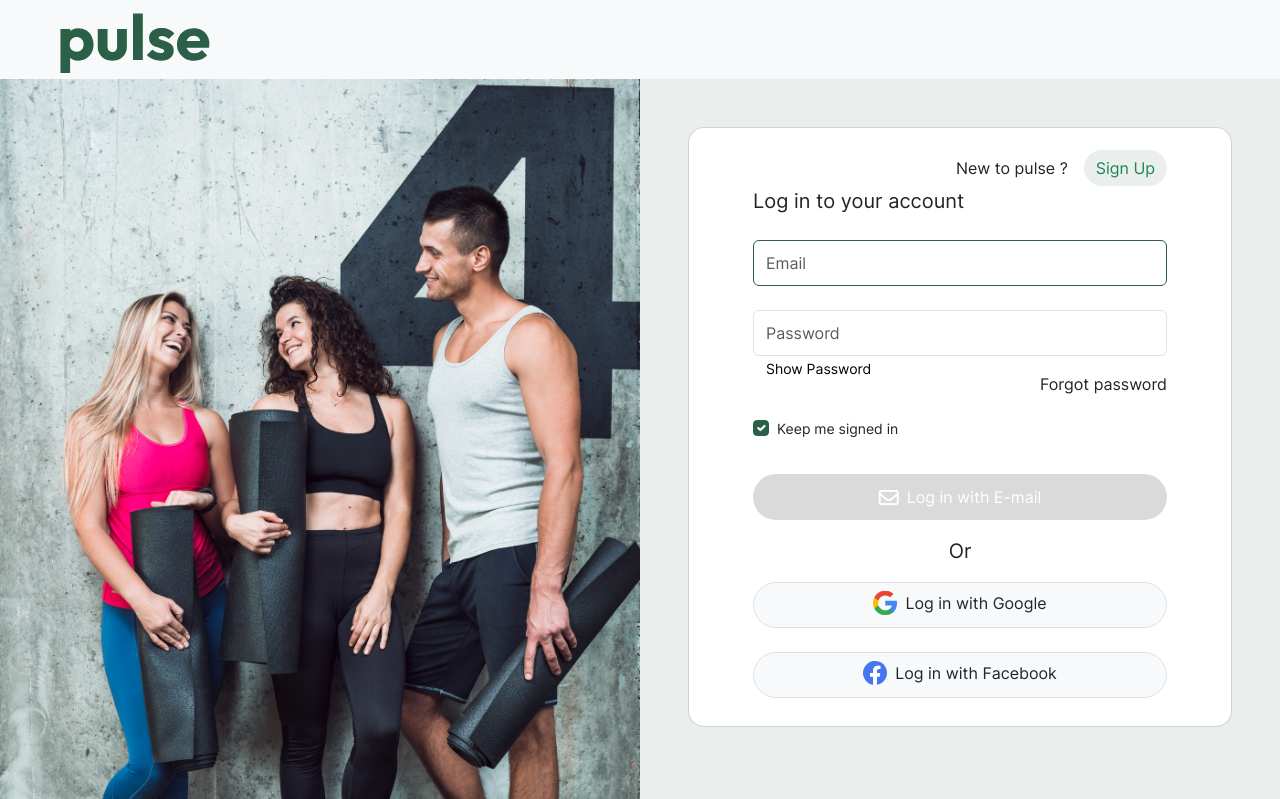 pulse
4
New to pulse ? Sign Up
Log in to your account
Email
Password
Show Password
Forgot password
Keep me signed in
Log in with E-mail
Or
Log in with Google
Log in with Facebook